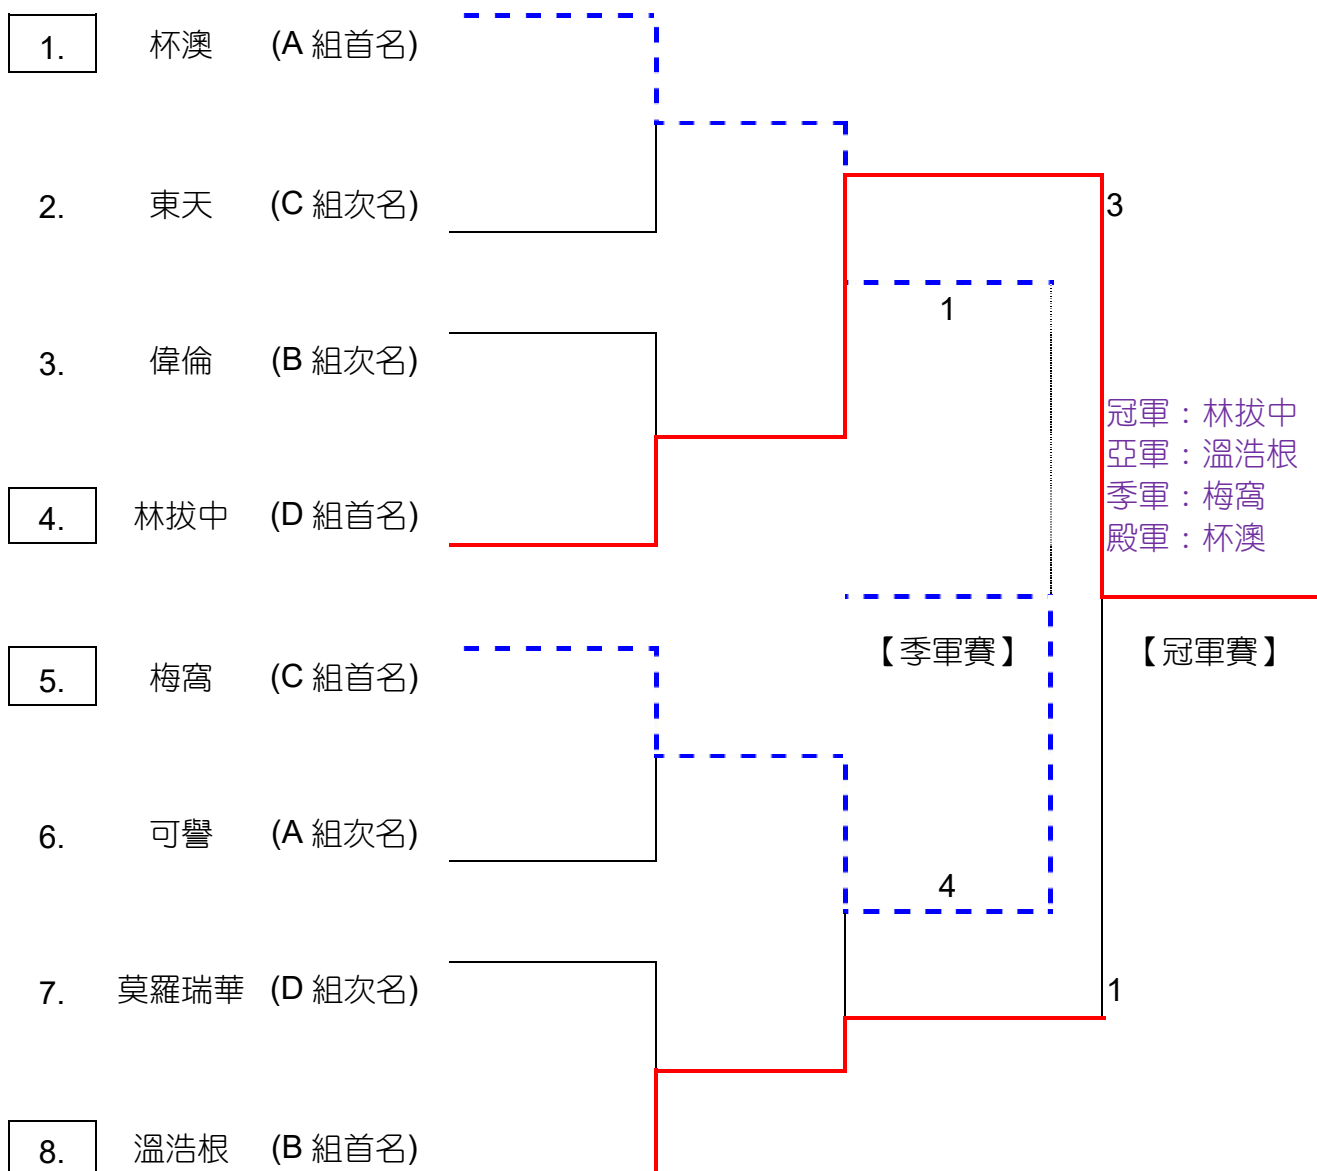 1. 杯澳 (A 組首名)
2. 東天 (C 組次名)
3
1
3. 偉倫 (B 組次名)
冠軍：林拔中
亞軍：溫浩根
季軍：梅窩
殿軍：杯澳
4. 林拔中 (D 組首名)
【季軍賽】 【冠軍賽】
5. 梅窩 (C 組首名)
6. 可譽 (A 組次名)
4
7. 莫羅瑞華 (D 組次名)
1
8. 溫浩根 (B 組首名)